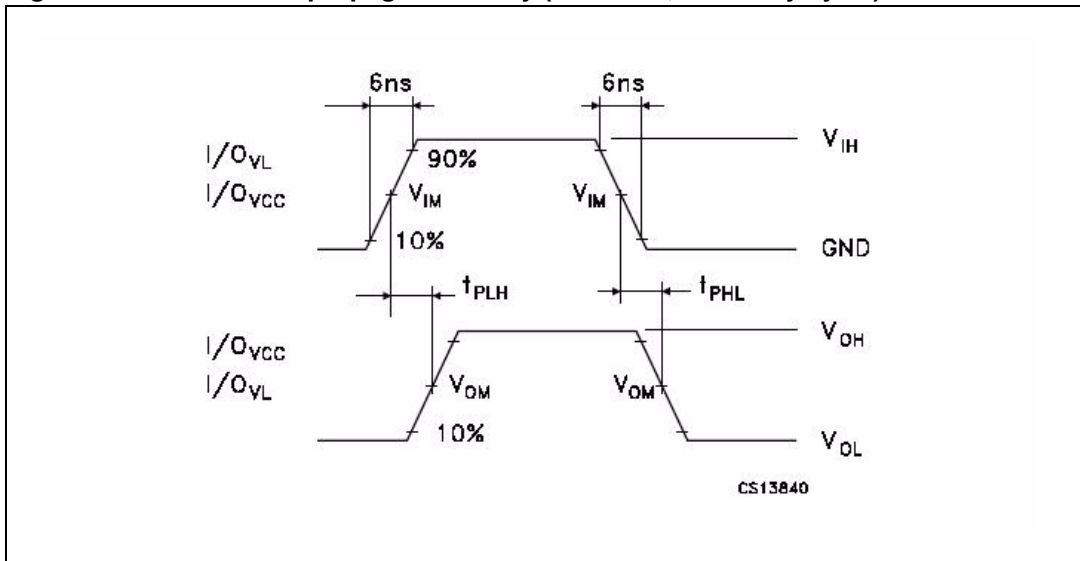 6ns 6ns
I/O_VL 90% V_IH
I/O_VCC V_IM V_IM
10% GND
t_PLH t_PHL
I/O_VCC V_OH
I/O_VL V_OM V_OM
10% V_OL
CS13840